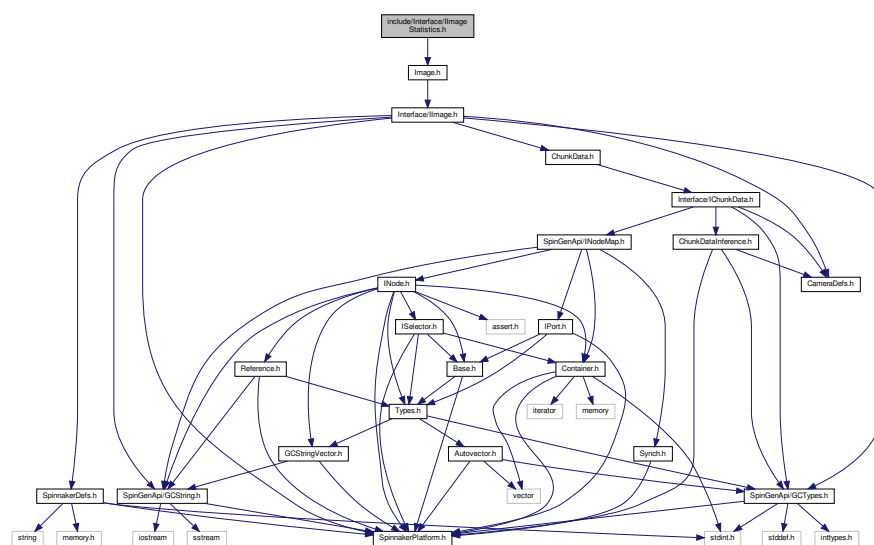 include/Interface/IImage
Statistics.h
Image.h
Interface/IImage.h
ChunkData.h
Interface/IChunkData.h
SpinGenApi/INodeMap.h
ChunkDataInference.h
INode.h
CameraDefs.h
ISelector.h
assert.h
IPort.h
Reference.h
Base.h
Container.h
Types.h
iterator
memory
GCStringVector.h
Autovector.h
Synch.h
SpinnakerDefs.h
SpinGenApi/GCString.h
vector
SpinGenApi/GCTypes.h
string
memory.h
iostream
sstream
SpinnakerPlatform.h
stdint.h
stddef.h
inttypes.h